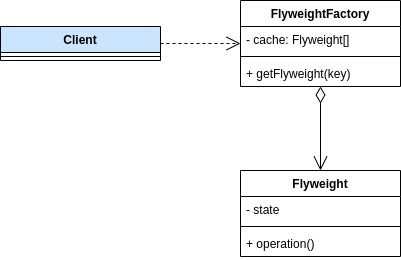 Client
FlyweightFactory
- cache: Flyweight[]
+ getFlyweight(key)
Flyweight
- state
+ operation()